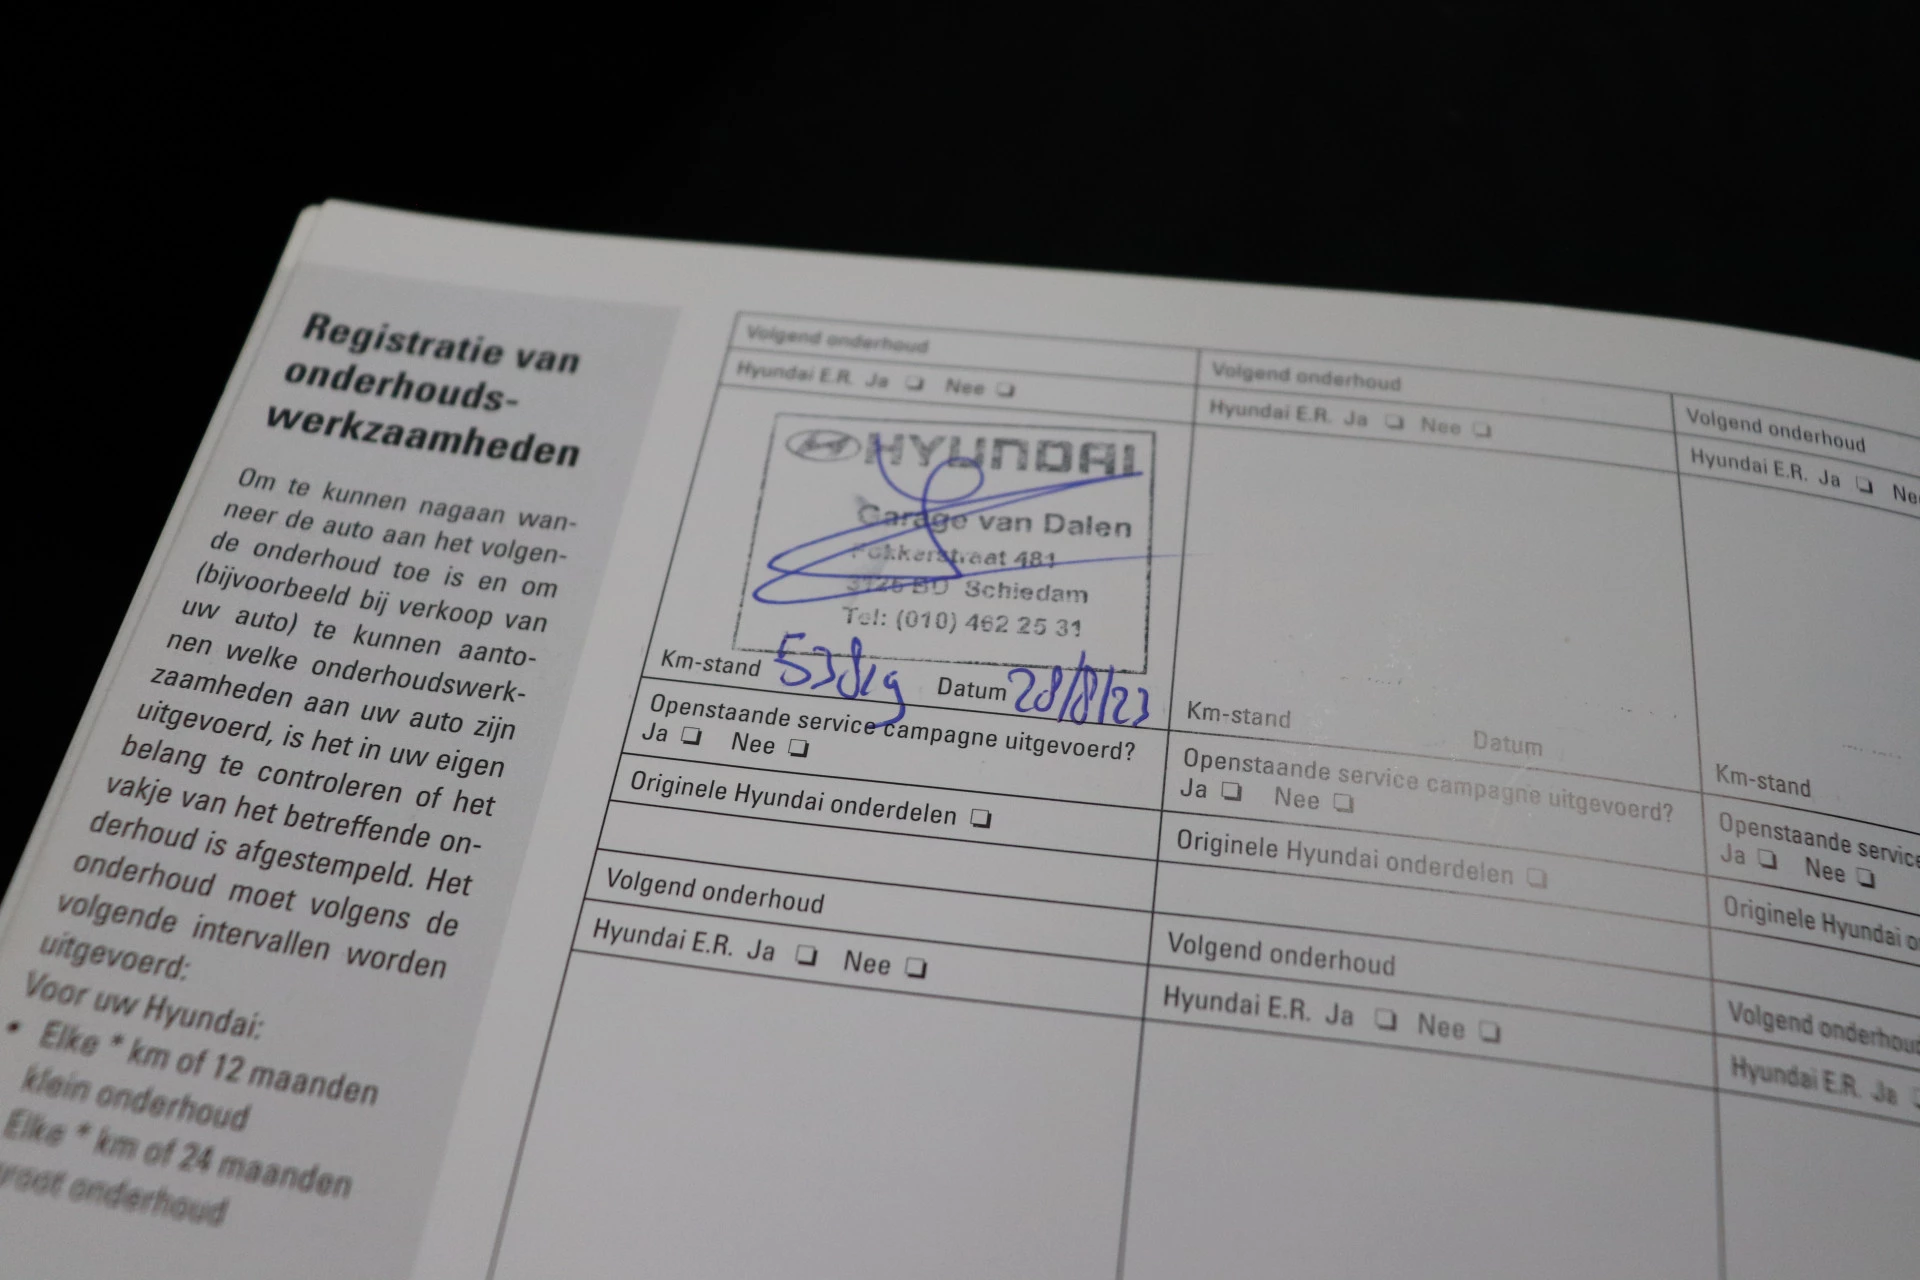 Registratie van
onderhouds-
werkzaamheden
Om te kunnen nagaan wan-
neer de auto aan het volgen-
de onderhoud toe is en om
(bijvoorbeeld bij verkoop van
uw auto) te kunnen aanto-
nen welke onderhoudswerk-
zaamheden aan uw auto zijn
uitgevoerd, is het in uw eigen
belang te controleren of het
vakje van het betreffende on-
derhoud is afgestempeld. Het
onderhoud moet volgens de
volgende intervallen worden
uitgevoerd:
Voor uw Hyundai:
• Elke * km of 12 maanden
klein onderhoud
Elke * km of 24 maanden
groot onderhoud
Volgend onderhoud
Hyundai E.R. Ja ❏ Nee ❏
HYUNDAI
Garage van Dalen
Fokkerstraat 481
3125 BD Schiedam
Tel: (010) 462 25 31
Km-stand Datum 28/8/23
Openstaande service campagne uitgevoerd?
Ja ❏ Nee ❏
Originele Hyundai onderdelen ❏
Volgend onderhoud
Hyundai E.R. Ja ❏ Nee ❏
Volgend onderhoud
Hyundai E.R. Ja ❏ Nee ❏
Km-stand Datum
Openstaande service campagne uitgevoerd?
Ja ❏ Nee ❏
Originele Hyundai onderdelen ❏
Volgend onderhoud
Hyundai E.R. Ja ❏ Nee ❏
Volgend onderhoud
Hyundai E.R. Ja ❏ Ne
Km-stand
Openstaande service
Ja ❏ Nee ❏
Originele Hyundai o
Volgend onderhoud
Hyundai E.R. Ja